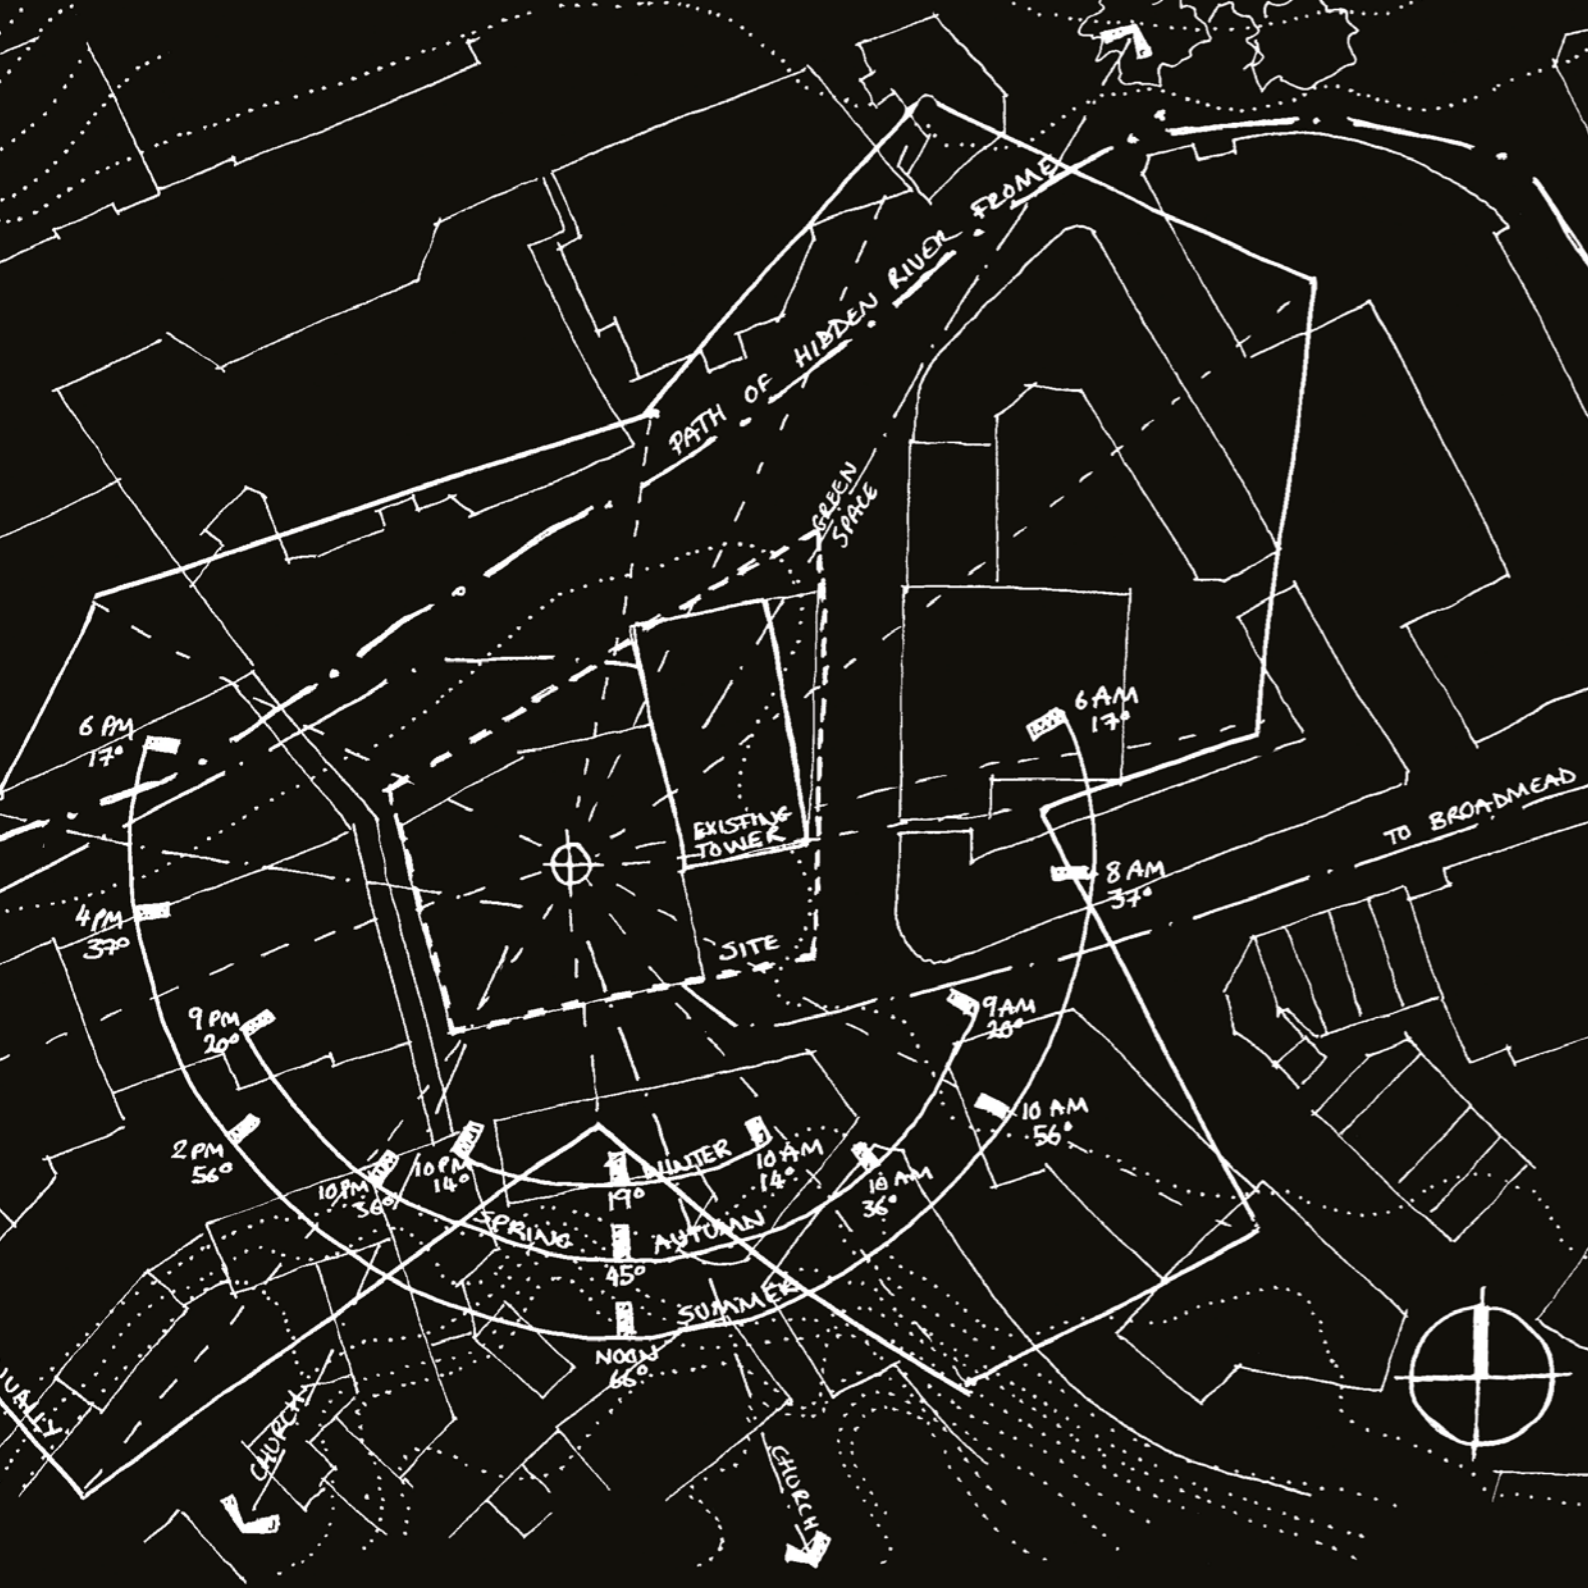 PATH OF HIDDEN RIVER FROME
GREEN
SPACE
6 PM
17°
6 AM
17°
EXISTING
TOWER
TO BROADMEAD
8 AM
37°
4 PM
37°
SITE
9 PM
20°
9 AM
20°
10 AM
56°
2 PM
56°
10 PM
36°
10 PM
14°
WINTER
19°
10 AM
14°
10 AM
36°
SPRING
AUTUMN
45°
SUMMER
NOON
66°
CHURCH
CHURCH